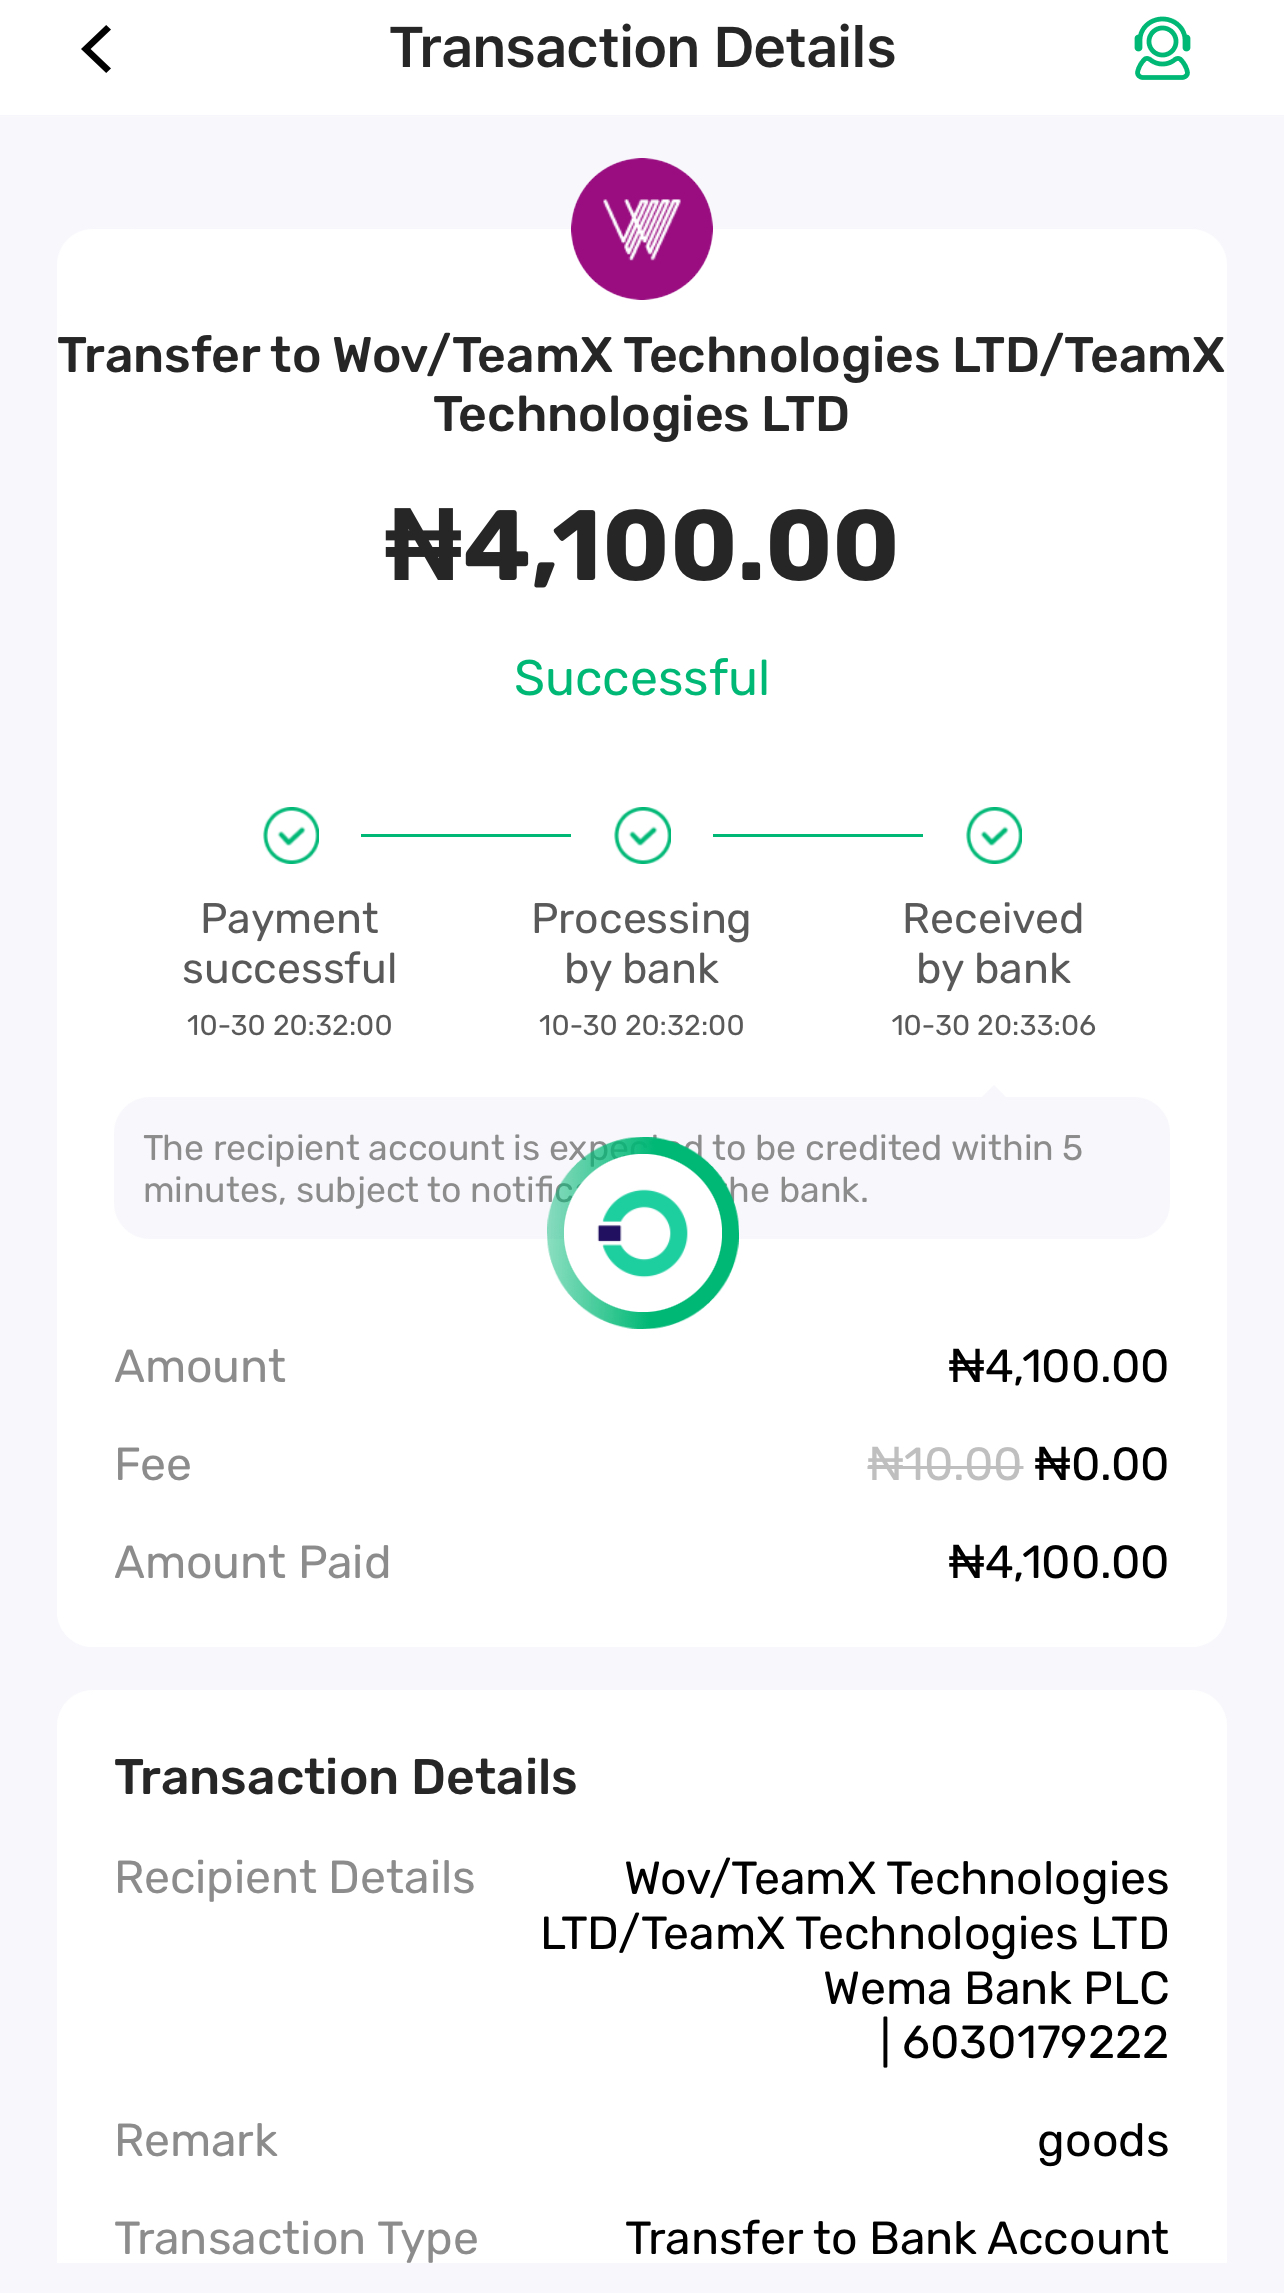 Transaction Details
Transfer to Wov/TeamX Technologies LTD/TeamX
Technologies LTD
₦4,100.00
Successful
Payment
successful
10-30 20:32:00
Processing
by bank
10-30 20:32:00
Received
by bank
10-30 20:33:06
The recipient account is expected to be credited within 5
minutes, subject to he bank.
Amount ₦4,100.00
Fee ₦10.00 ₦0.00
Amount Paid ₦4,100.00
Transaction Details
Recipient Details Wov/TeamX Technologies
LTD/TeamX Technologies LTD
Wema Bank PLC
| 6030179222
Remark goods
Transaction Type Transfer to Bank Account